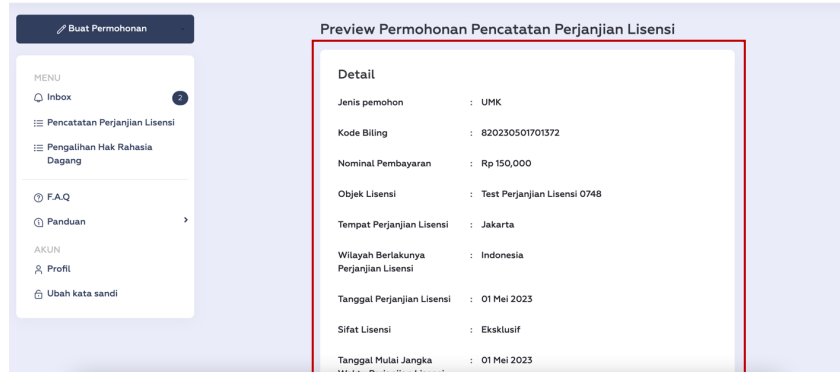 Buat Permohonan
MENU
Inbox
2
Pencatatan Perjanjian Lisensi
Pengalihan Hak Rahasia
Dagang
F.A.Q
Panduan
AKUN
Profil
Ubah kata sandi
Preview Permohonan Pencatatan Perjanjian Lisensi
Detail
Jenis pemohon : UMK
Kode Biling : 820230501701372
Nominal Pembayaran : Rp 150,000
Objek Lisensi : Test Perjanjian Lisensi 0748
Tempat Perjanjian Lisensi : Jakarta
Wilayah Berlakunya : Indonesia
Perjanjian Lisensi
Tanggal Perjanjian Lisensi : 01 Mei 2023
Sifat Lisensi : Eksklusif
Tanggal Mulai Jangka : 01 Mei 2023